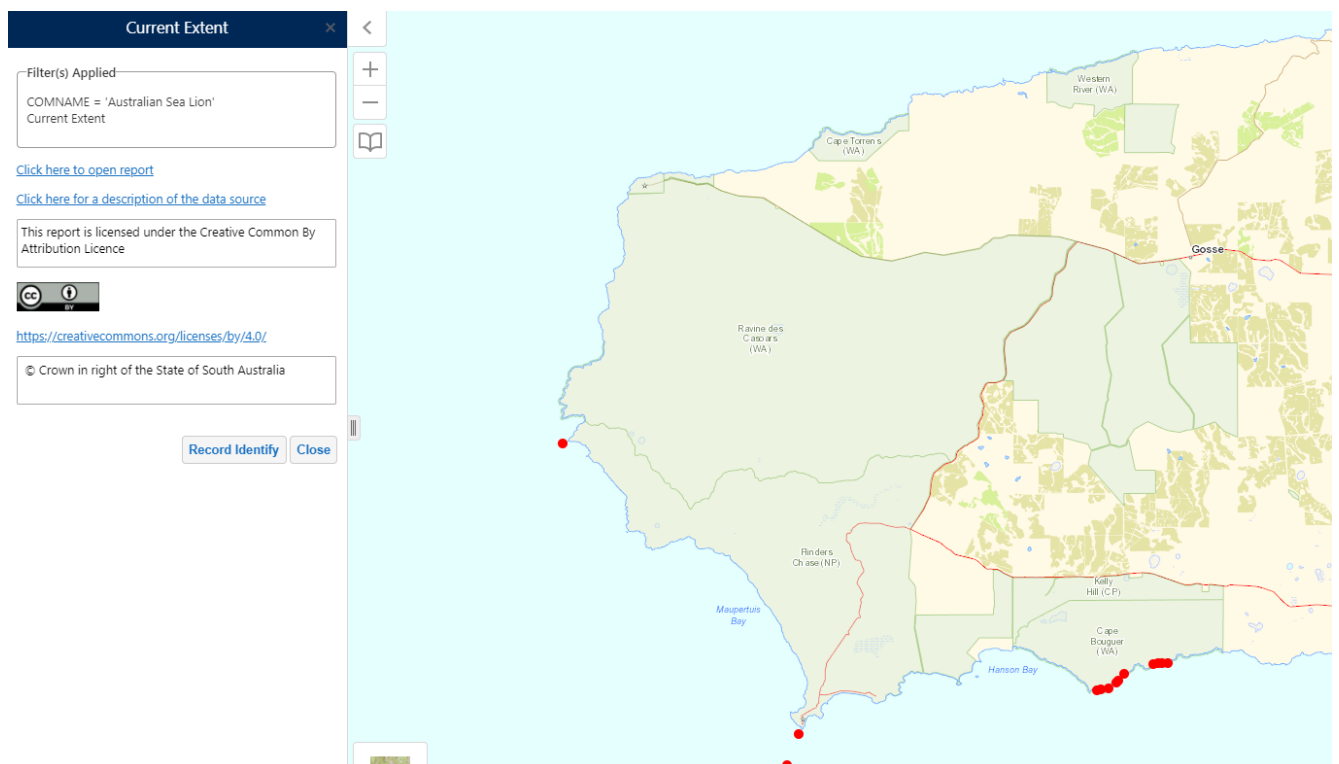 Current Extent
×
Filter(s) Applied
COMNAME = 'Australian Sea Lion'
Current Extent
Click here to open report
Click here for a description of the data source
This report is licensed under the Creative Common By
Attribution Licence
cc
BY
https://creativecommons.org/licenses/by/4.0/
© Crown in right of the State of South Australia
Record Identify
Close
Western
River (WA)
Cape Torrens
(WA)
Gosse
Ravine des
Casoars
(WA)
Flinders
Chase (NP)
Kelly
Hill (CP)
Maupertuis
Bay
Cape
Bouguer
(WA)
Hanson Bay